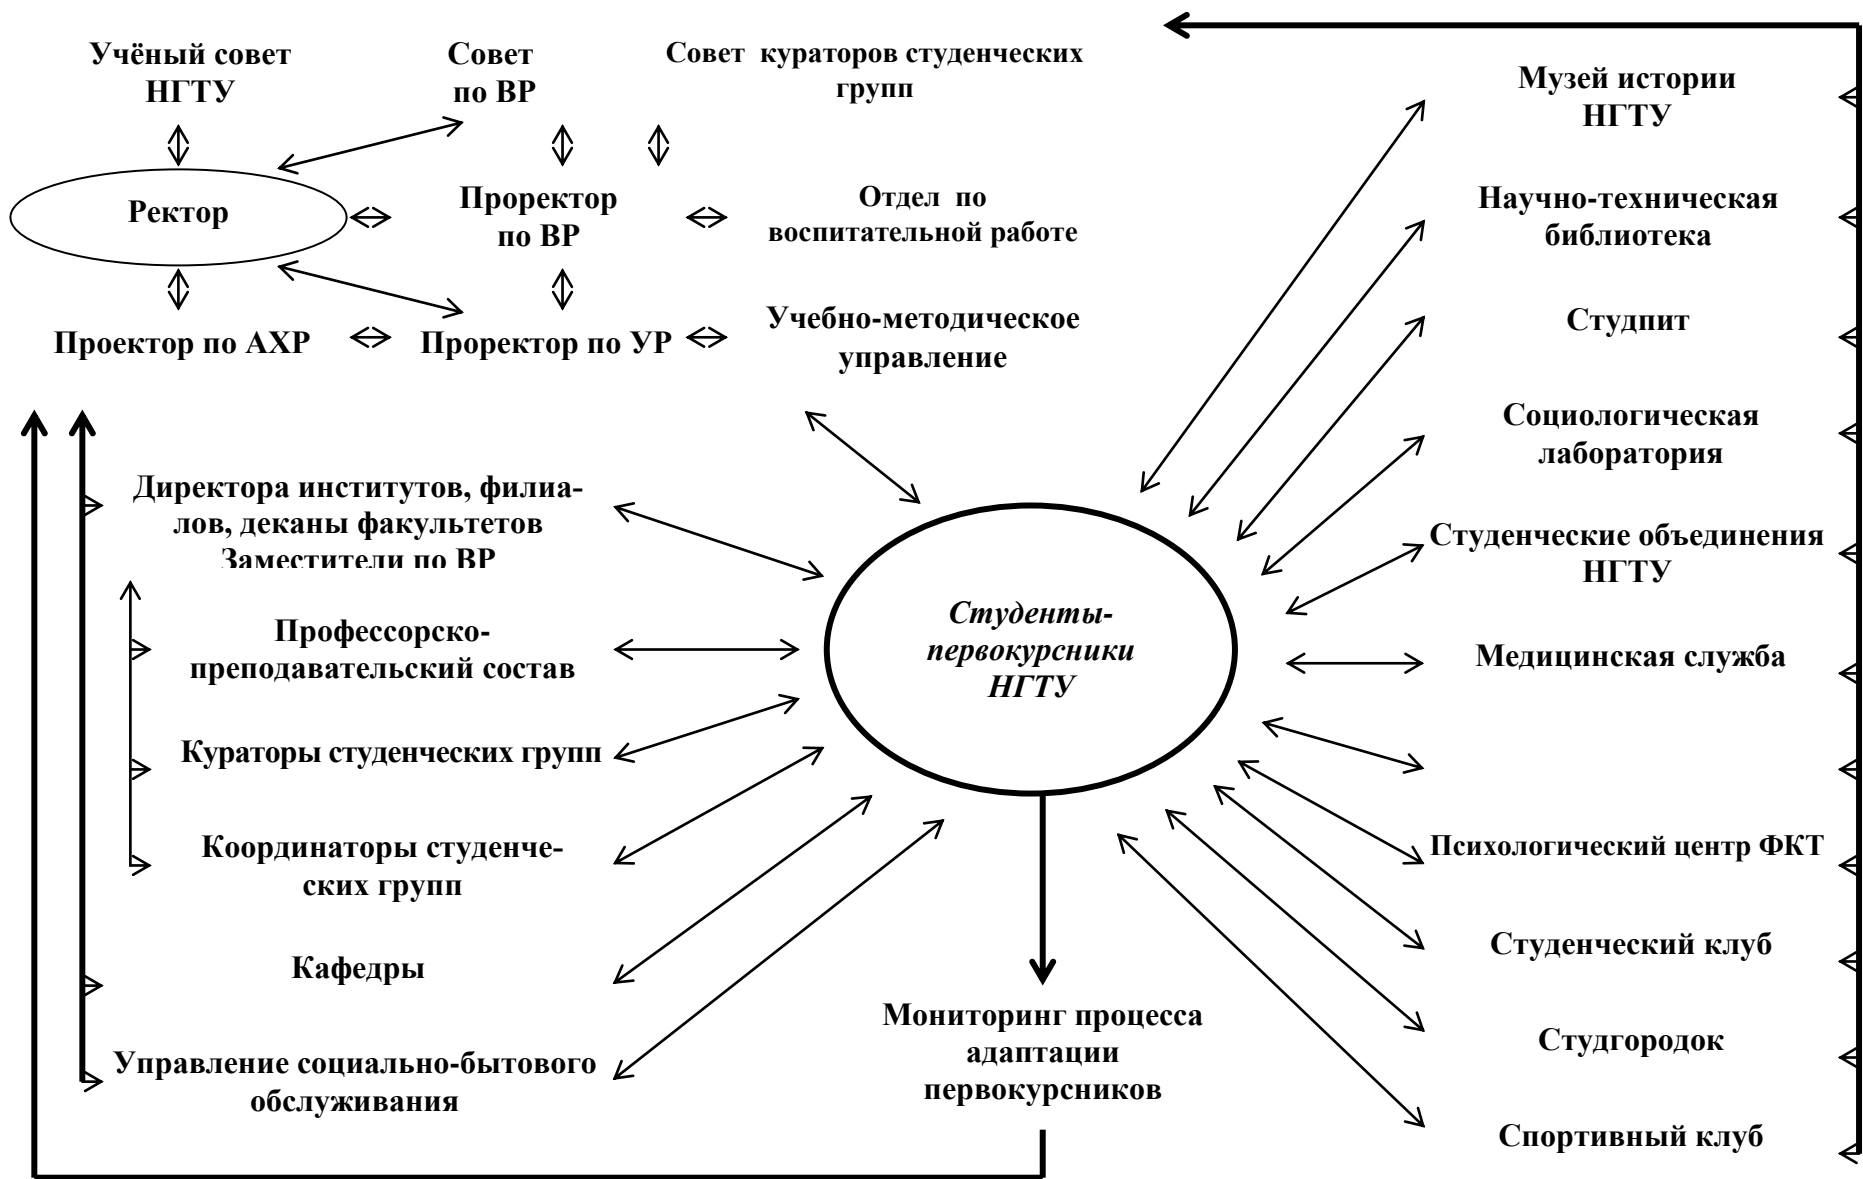 Учёный совет
НГТУ
Совет
по ВР
Совет кураторов студенческих
групп
Ректор
Проректор
по ВР
Отдел по
воспитательной работе
Проектор по АХР
Проректор по УР
Учебно-методическое
управление
Директора институтов, филиа-
лов, деканы факультетов
Заместители по ВР
Профессорско-
преподавательский состав
Кураторы студенческих групп
Координаторы студенче-
ских групп
Кафедры
Управление социально-бытового
обслуживания
Студенты-
первокурсники
НГТУ
Мониторинг процесса
адаптации
первокурсников
Музей истории
НГТУ
Научно-техническая
библиотека
Студпит
Социологическая
лаборатория
Студенческие объединения
НГТУ
Медицинская служба
Психологический центр ФКТ
Студенческий клуб
Студгородок
Спортивный клуб